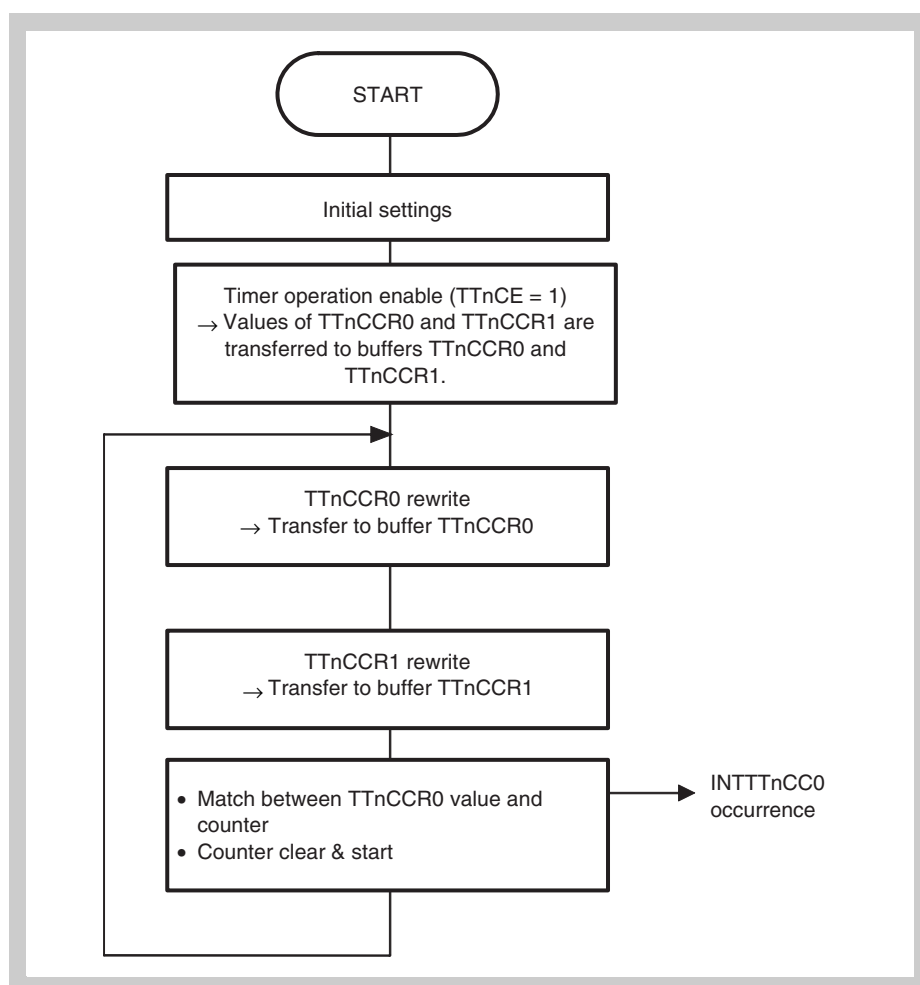 START
Initial settings
Timer operation enable (TTnCE = 1)
→ Values of TTnCCR0 and TTnCCR1 are
transferred to buffers TTnCCR0 and
TTnCCR1.
TTnCCR0 rewrite
→ Transfer to buffer TTnCCR0
TTnCCR1 rewrite
→ Transfer to buffer TTnCCR1
• Match between TTnCCR0 value and
counter
• Counter clear & start
INTTTnCC0
occurrence